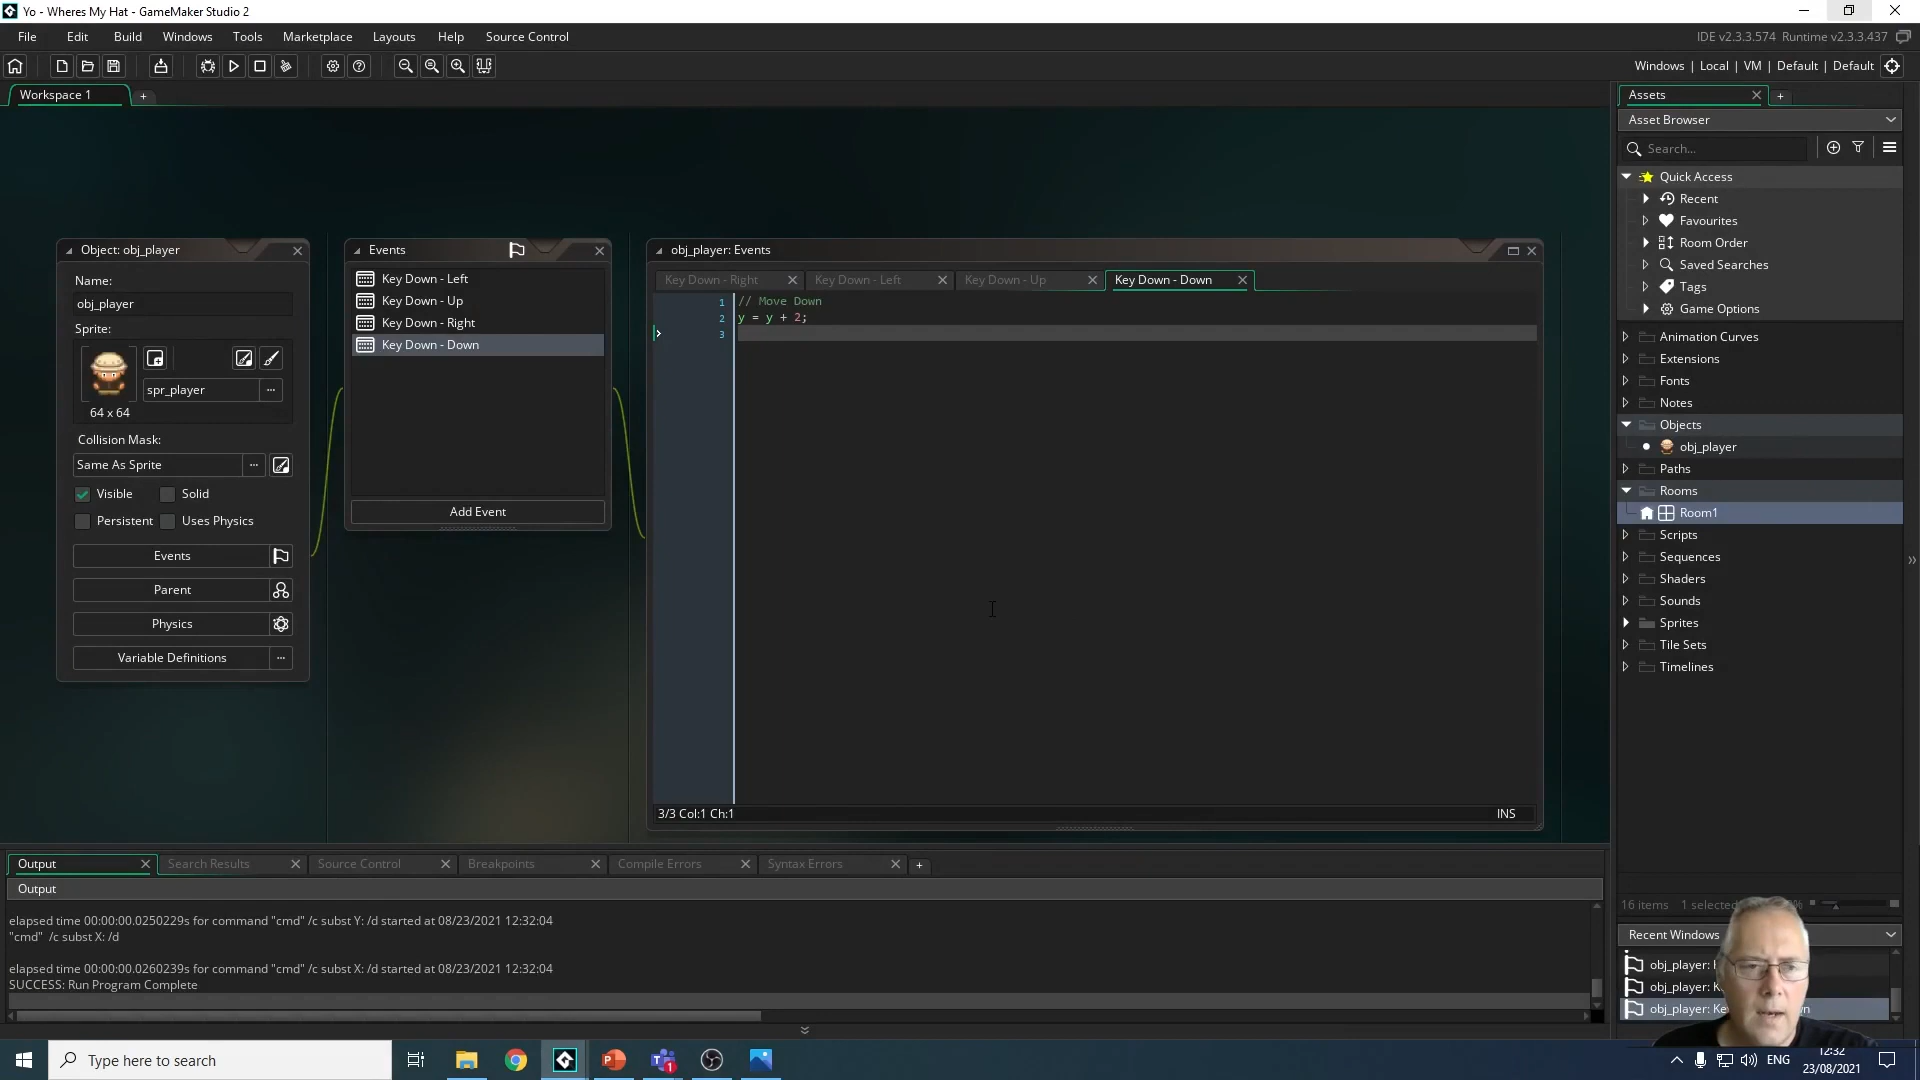 Yo - Wheres My Hat - GameMaker Studio 2
File Edit Build Windows Tools Marketplace Layouts Help Source Control
IDE v2.3.3.574 Runtime v2.3.3.437
Windows | Local | VM | Default | Default
Workspace 1
Object: obj_player
Name:
obj_player
Sprite:
spr_player
64 x 64
Collision Mask:
Same As Sprite
Visible Solid
Persistent Uses Physics
Events
Parent
Physics
Variable Definitions
Events
Key Down - Left
Key Down - Up
Key Down - Right
Key Down - Down
Add Event
obj_player: Events
Key Down - Right Key Down - Left Key Down - Up Key Down - Down
1 // Move Down
2 y = y + 2;
3
3/3 Col:1 Ch:1 INS
Assets
Asset Browser
Search...
Quick Access
Recent
Favourites
Room Order
Saved Searches
Tags
Game Options
Animation Curves
Extensions
Fonts
Notes
Objects
obj_player
Paths
Rooms
Room1
Scripts
Sequences
Shaders
Sounds
Sprites
Tile Sets
Timelines
16 items 1 selected
Recent Windows
obj_player:
obj_player:
obj_player:
Output Search Results Source Control Breakpoints Compile Errors Syntax Errors
Output
elapsed time 00:00:00.0250229s for command "cmd" /c subst Y: /d started at 08/23/2021 12:32:04
"cmd" /c subst X: /d
elapsed time 00:00:00.0260239s for command "cmd" /c subst X: /d started at 08/23/2021 12:32:04
SUCCESS: Run Program Complete
Type here to search
ENG
12:32
23/08/2021